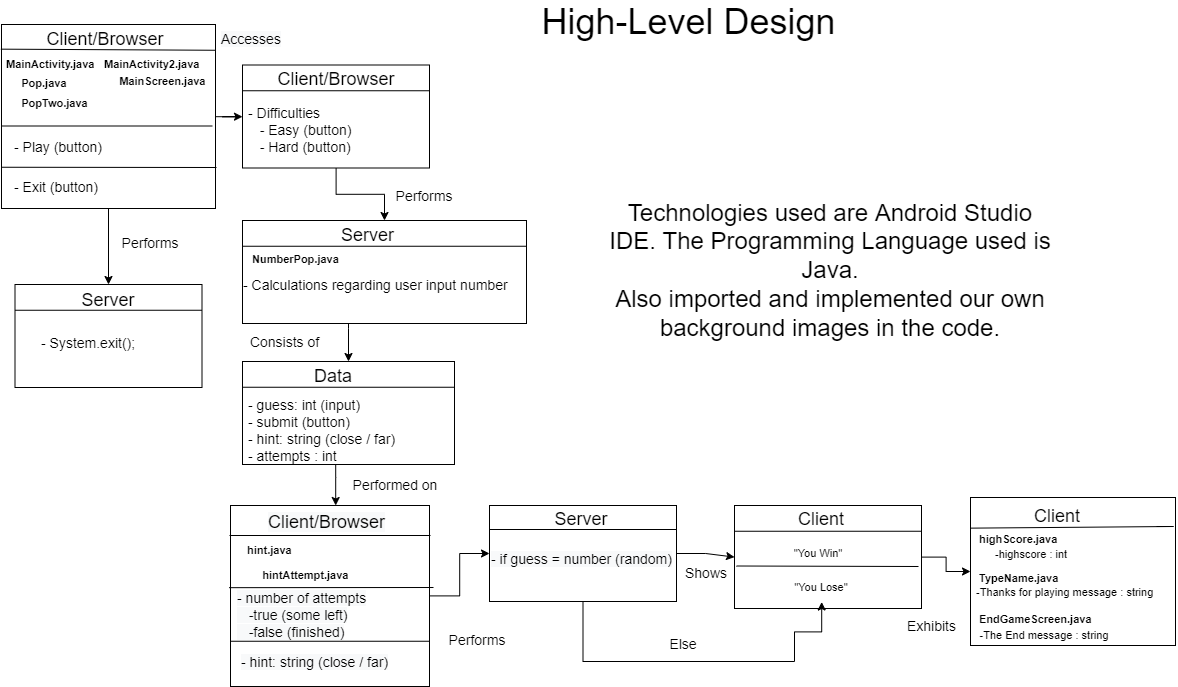 High-Level Design
Client/Browser
MainActivity.java MainActivity2.java
Pop.java MainScreen.java
PopTwo.java
- Play (button)
- Exit (button)
Accesses
Client/Browser
- Difficulties
- Easy (button)
- Hard (button)
Performs
Server
- System.exit();
Performs
Server
NumberPop.java
- Calculations regarding user input number
Technologies used are Android Studio
IDE. The Programming Language used is
Java.
Also imported and implemented our own
background images in the code.
Consists of
Data
- guess: int (input)
- submit (button)
- hint: string (close / far)
- attempts : int
Performed on
Client/Browser
hint.java
hintAttempt.java
- number of attempts
-true (some left)
-false (finished)
- hint: string (close / far)
Performs
Server
- if guess = number (random)
Shows
Else
Client
"You Win"
"You Lose"
Exhibits
Client
highScore.java
-highscore : int
TypeName.java
-Thanks for playing message : string
EndGameScreen.java
-The End message : string